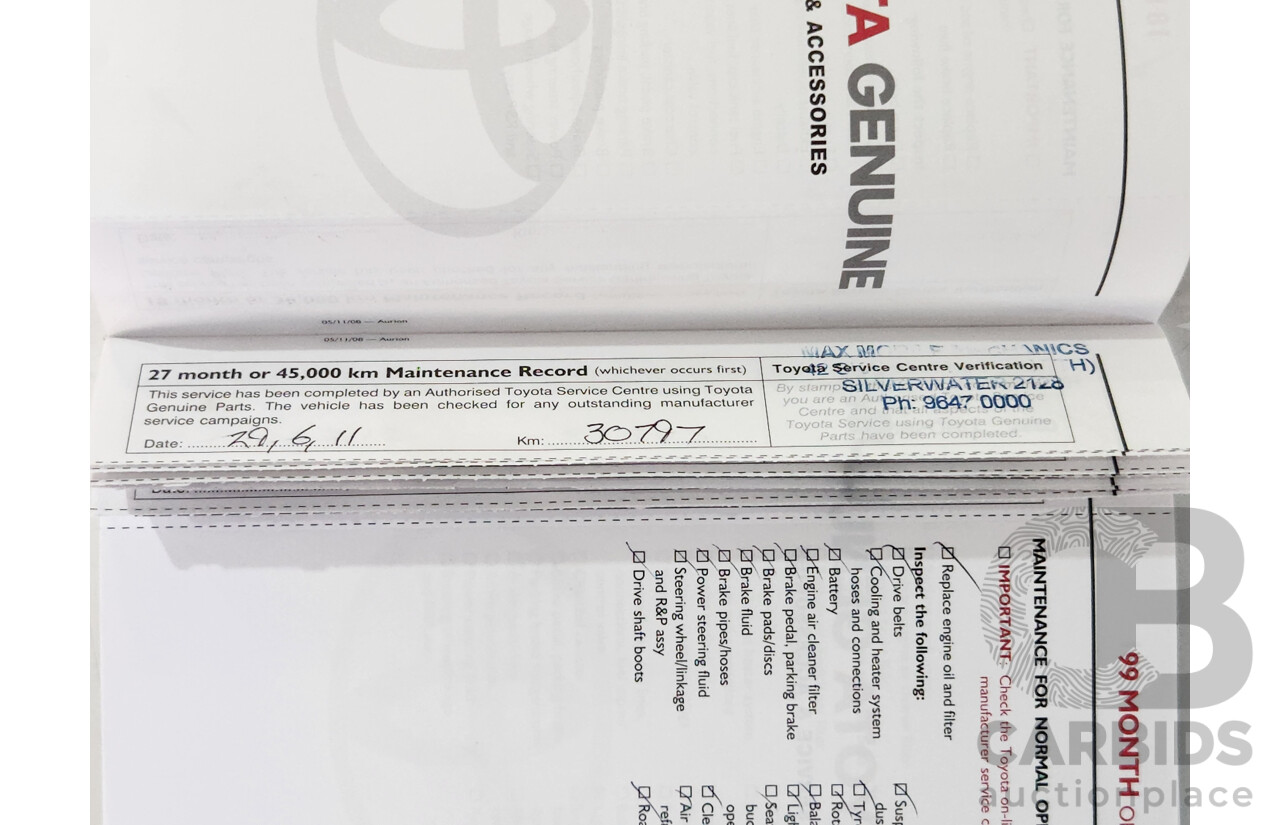 TA GENUINE
& ACCESSORIES
05/11/06 — Aurion
05/11/06 — Aurion
27 month or 45,000 km Maintenance Record (whichever occurs first)
This service has been completed by an Authorised Toyota Service Centre using Toyota
Genuine Parts. The vehicle has been checked for any outstanding manufacturer
service campaigns.
Date: 29, 6, 11
Km: 30797
Toyota Service Centre Verification
By stamp
you are an
Centre and that all aspects of the
Toyota Service using Toyota Genuine
Parts have been completed.
MAX
SILVERWATER 2128
Ph: 9647 0000
99 MONTH
MAINTENANCE FOR NORMAL
IMPORTANT: Check the Toyota
manufacturer service
Replace engine oil and filter
Inspect the following:
Drive belts
Cooling and heater system
hoses and connections
Battery
Engine air cleaner filter
Brake pedal, parking brake
Brake pads/discs
Brake fluid
Brake pipes/hoses
Power steering fluid
Steering wheel/linkage
and R&P assy
Drive shaft boots
Air
CARBIDS
auctionplace